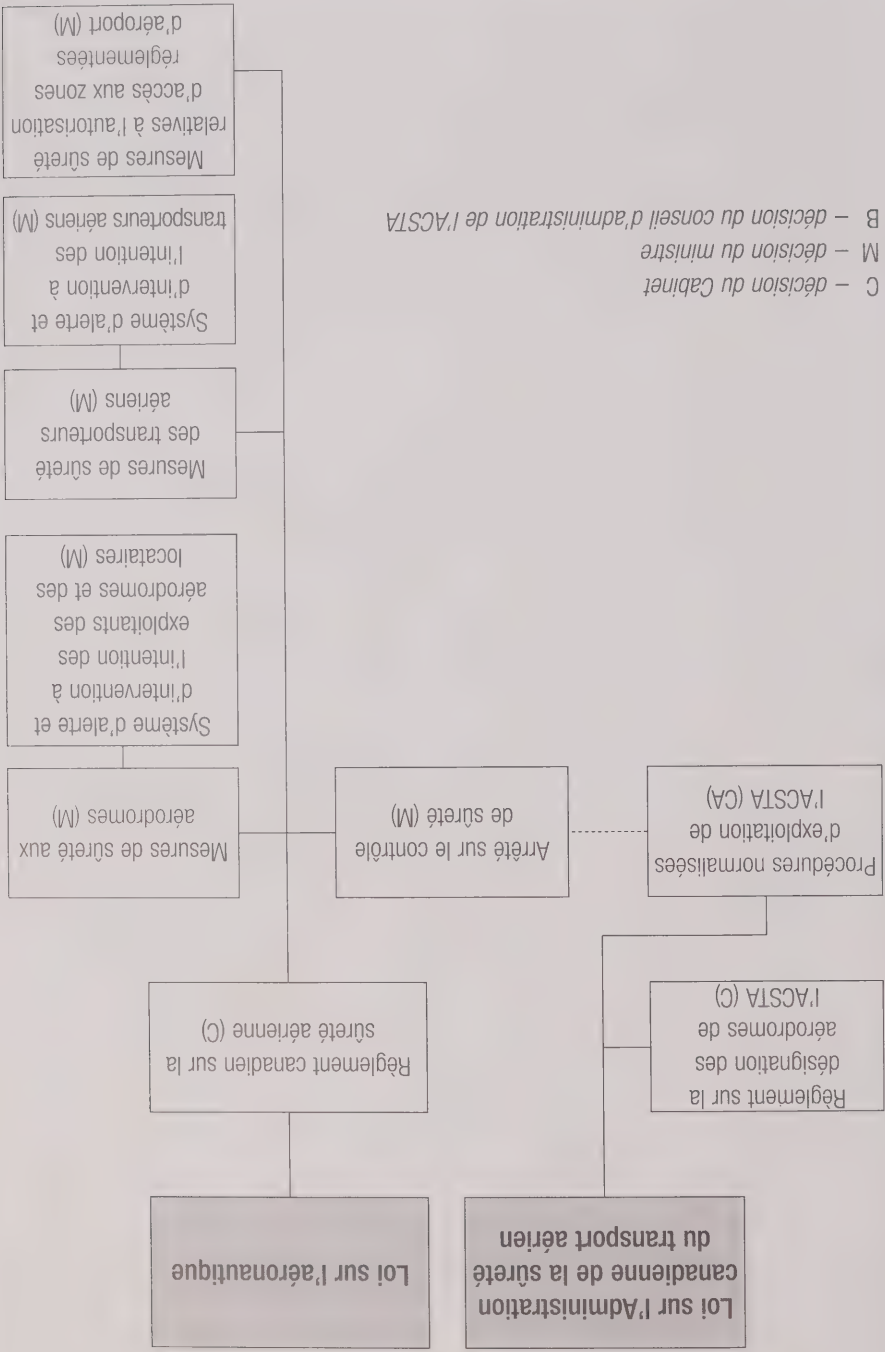 Loi sur l'Administration
canadienne de la sûreté
du transport aérien
Loi sur l'aéronautique
Règlement sur la
désignation des
aérodromes de
l'ACSTA (C)
Règlement canadien sur la
sûreté aérienne (C)
Procédures normalisées
d'exploitation de
l'ACSTA (CA)
Arrêté sur le contrôle
de sûreté (M)
Mesures de sûreté aux
aérodromes (M)
Système d'alerte et
d'intervention à
l'intention des
exploitants des
aérodromes et des
locataires (M)
Mesures de sûreté
des transporteurs
aériens (M)
Système d'alerte et
d'intervention à
l'intention des
transporteurs aériens (M)
Mesures de sûreté
relatives à l'autorisation
d'accès aux zones
réglementées
d'aéroport (M)
C – décision du Cabinet
M – décision du ministre
B – décision du conseil d'administration de l'ACSTA